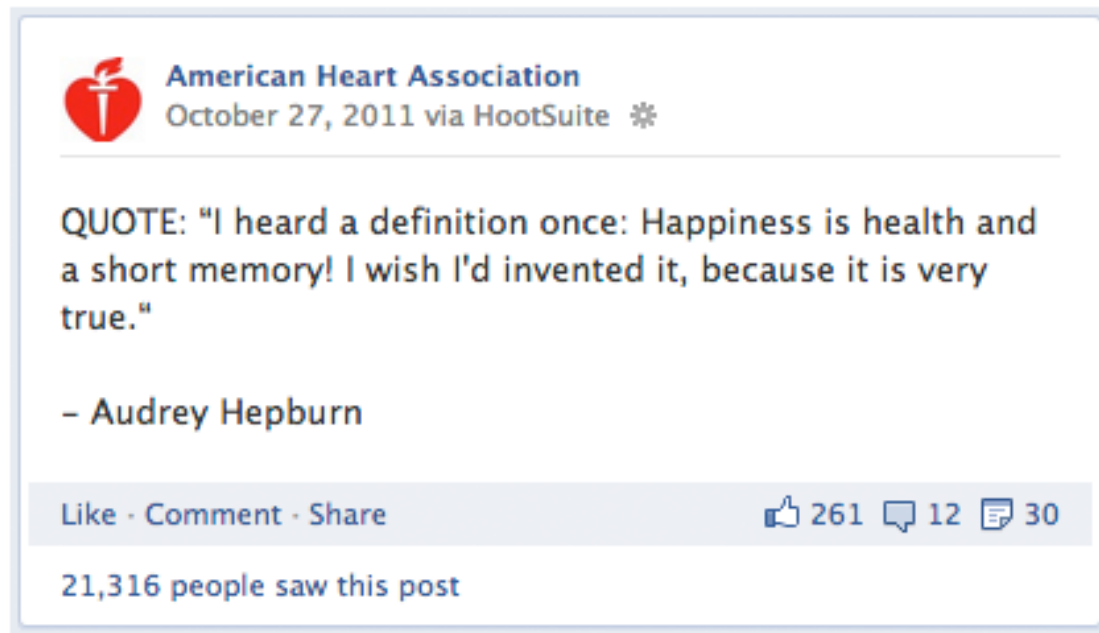 American Heart Association
October 27, 2011 via HootSuite
QUOTE: "I heard a definition once: Happiness is health and
a short memory! I wish I'd invented it, because it is very
true."
– Audrey Hepburn
Like · Comment · Share 261 12 30
21,316 people saw this post